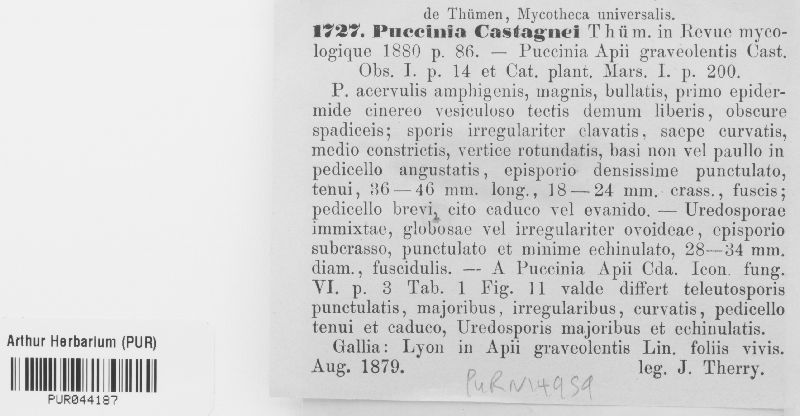 de Thümen, Mycotheca universalis.
1727. Puccinia Castagnei Thüm. in Revue myco-
logique 1880 p. 86. — Puccinia Apii graveolentis Cast.
Obs. I. p. 14 et Cat. plant. Mars. I. p. 200.
P. acervulis amphigenis, magnis, bullatis, primo epider-
mide cinereo vesiculoso tectis demum liberis, obscure
spadiceis; sporis irregulariter clavatis, saepe curvatis,
medio constrictis, vertice rotundatis, basi non vel paullo in
pedicello angustatis, episporio densissime punctulato,
tenui, 36—46 mm. long., 18—24 mm. crass., fuscis;
pedicello brevi, cito caduco vel evanido. — Uredosporae
immixtae, globosae vel irregulariter ovoideae, episporio
subcrasso, punctulato et minime echinulato, 28—34 mm.
diam., fuscidulis. — A Puccinia Apii Cda. Icon. fung.
VI. p. 3 Tab. 1 Fig. 11 valde differt teleutosporis
punctulatis, majoribus, irregularibus, curvatis, pedicello
tenui et caduco, Uredosporis majoribus et echinulatis.
Gallia: Lyon in Apii graveolentis Lin. foliis vivis.
Aug. 1879. leg. J. Therry.
PUR N14959
Arthur Herbarium (PUR)
PUR044187